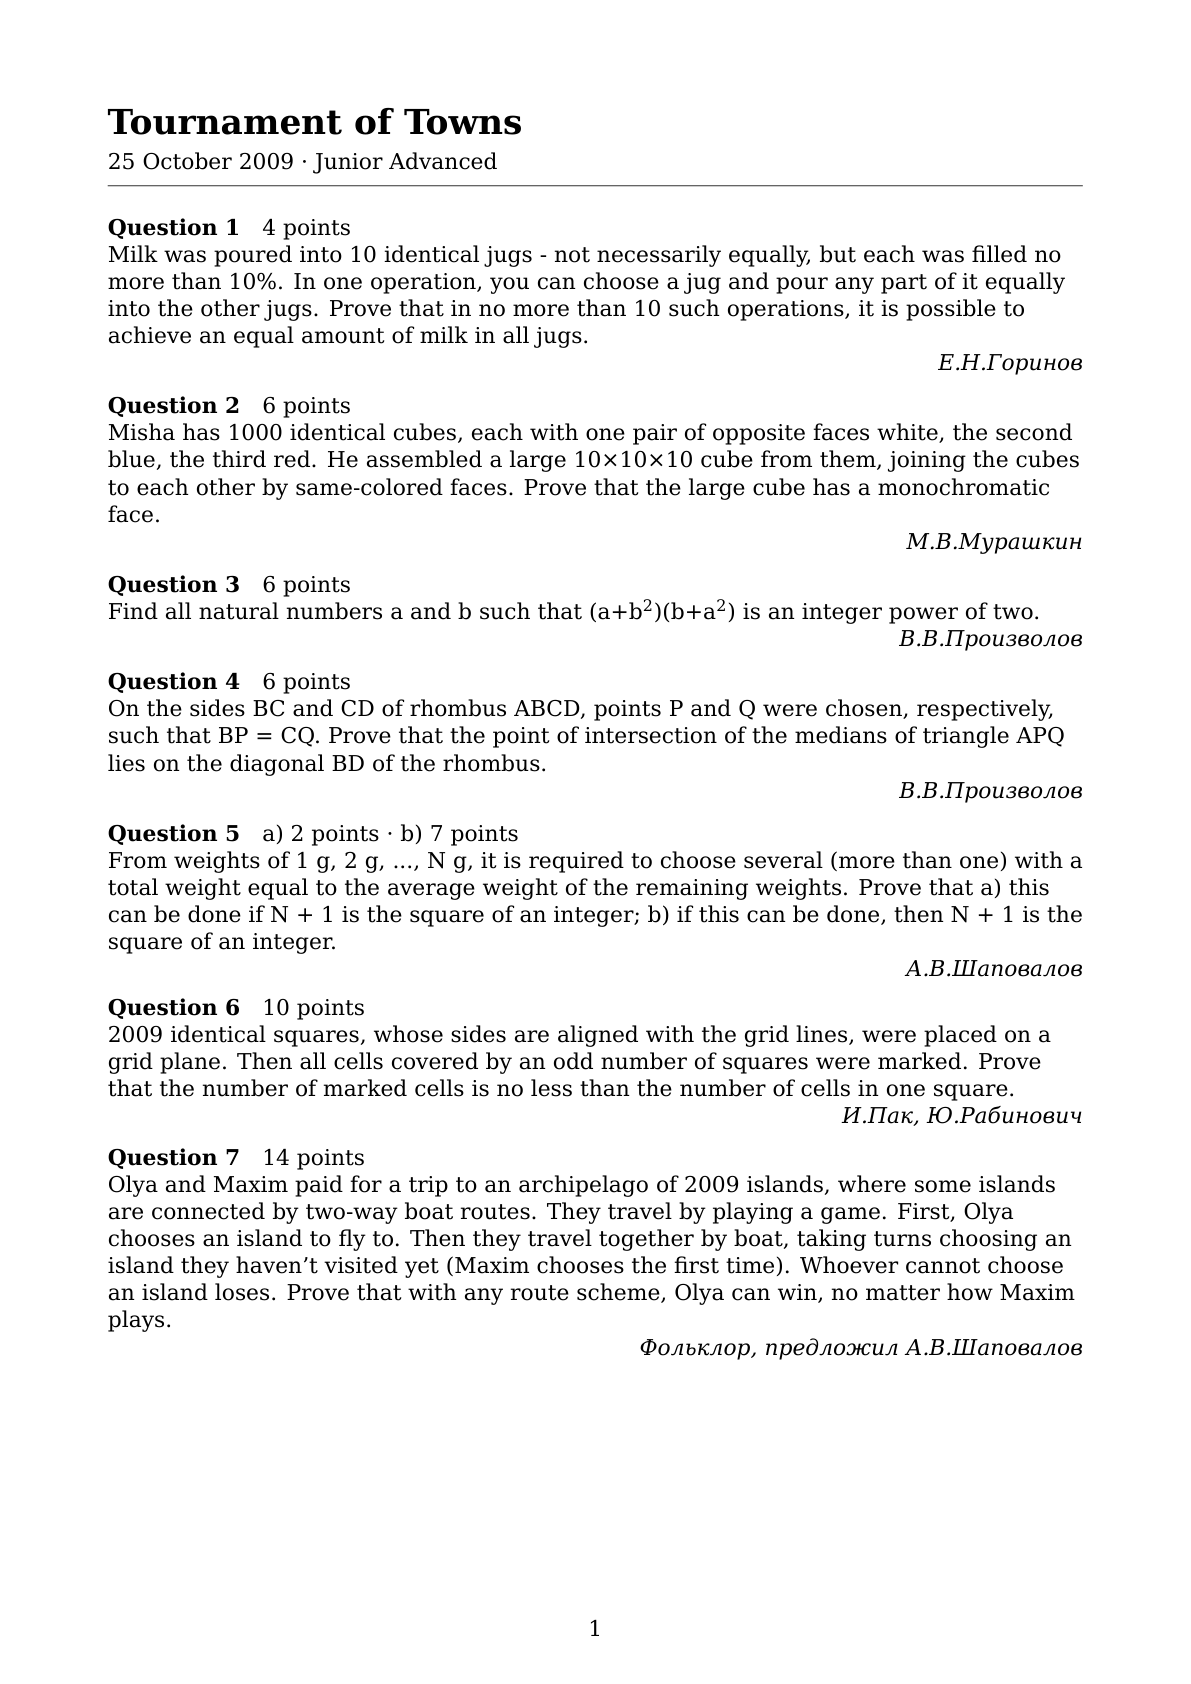 Tournament of Towns
25 October 2009 · Junior Advanced
Question 1 4 points
Milk was poured into 10 identical jugs - not necessarily equally, but each was filled no
more than 10%. In one operation, you can choose a jug and pour any part of it equally
into the other jugs. Prove that in no more than 10 such operations, it is possible to
achieve an equal amount of milk in all jugs.
Е.Н.Горинов
Question 2 6 points
Misha has 1000 identical cubes, each with one pair of opposite faces white, the second
blue, the third red. He assembled a large 10×10×10 cube from them, joining the cubes
to each other by same-colored faces. Prove that the large cube has a monochromatic
face.
М.В.Мурашкин
Question 3 6 points
Find all natural numbers a and b such that (a+b²)(b+a²) is an integer power of two.
В.В.Произволов
Question 4 6 points
On the sides BC and CD of rhombus ABCD, points P and Q were chosen, respectively,
such that BP = CQ. Prove that the point of intersection of the medians of triangle APQ
lies on the diagonal BD of the rhombus.
В.В.Произволов
Question 5 a) 2 points · b) 7 points
From weights of 1 g, 2 g, ..., N g, it is required to choose several (more than one) with a
total weight equal to the average weight of the remaining weights. Prove that a) this
can be done if N + 1 is the square of an integer; b) if this can be done, then N + 1 is the
square of an integer.
А.В.Шаповалов
Question 6 10 points
2009 identical squares, whose sides are aligned with the grid lines, were placed on a
grid plane. Then all cells covered by an odd number of squares were marked. Prove
that the number of marked cells is no less than the number of cells in one square.
И.Пак, Ю.Рабинович
Question 7 14 points
Olya and Maxim paid for a trip to an archipelago of 2009 islands, where some islands
are connected by two-way boat routes. They travel by playing a game. First, Olya
chooses an island to fly to. Then they travel together by boat, taking turns choosing an
island they haven’t visited yet (Maxim chooses the first time). Whoever cannot choose
an island loses. Prove that with any route scheme, Olya can win, no matter how Maxim
plays.
Фольклор, предложил А.В.Шаповалов
1